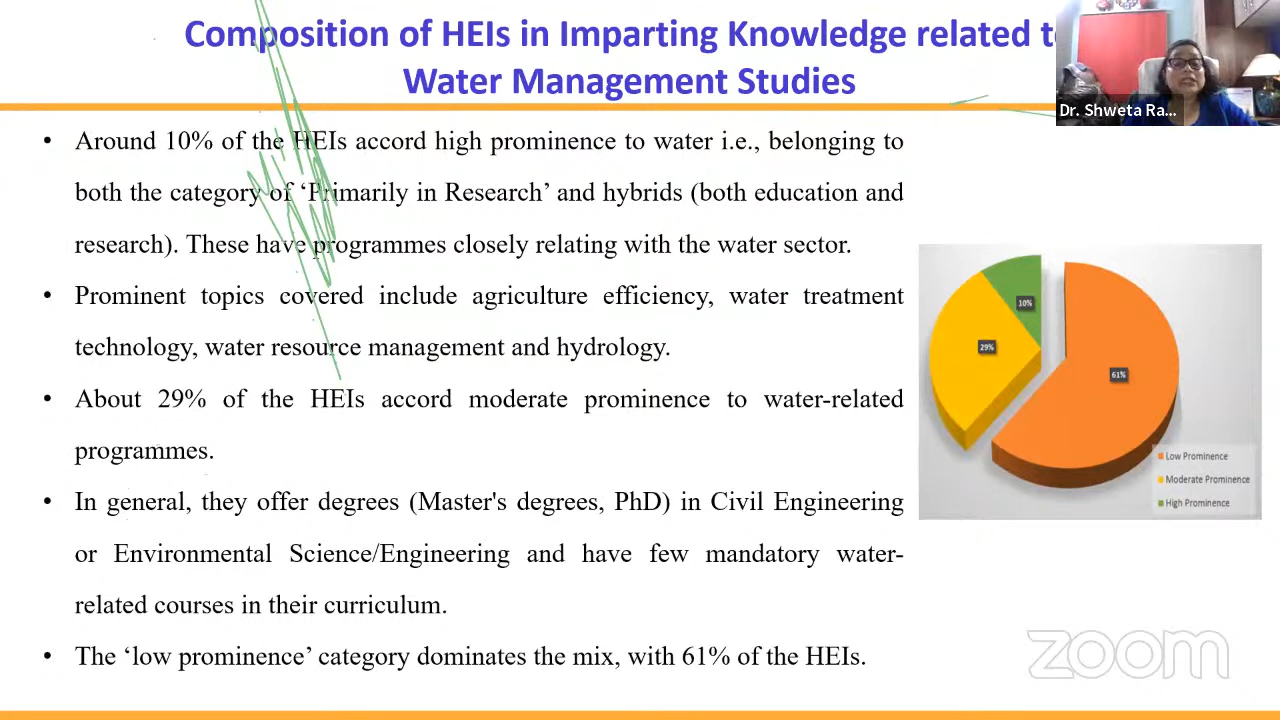 Composition of HEIs in Imparting Knowledge related to
Water Management Studies
Dr. Shweta Ra...
• Around 10% of the HEIs accord high prominence to water i.e., belonging to
both the category of ‘Primarily in Research’ and hybrids (both education and
research). These have programmes closely relating with the water sector.
• Prominent topics covered include agriculture efficiency, water treatment
technology, water resource management and hydrology.
• About 29% of the HEIs accord moderate prominence to water-related
programmes.
• In general, they offer degrees (Master's degrees, PhD) in Civil Engineering
or Environmental Science/Engineering and have few mandatory water-
related courses in their curriculum.
• The ‘low prominence’ category dominates the mix, with 61% of the HEIs.
10%
29%
61%
Low Prominence
Moderate Prominence
High Prominence
zoom